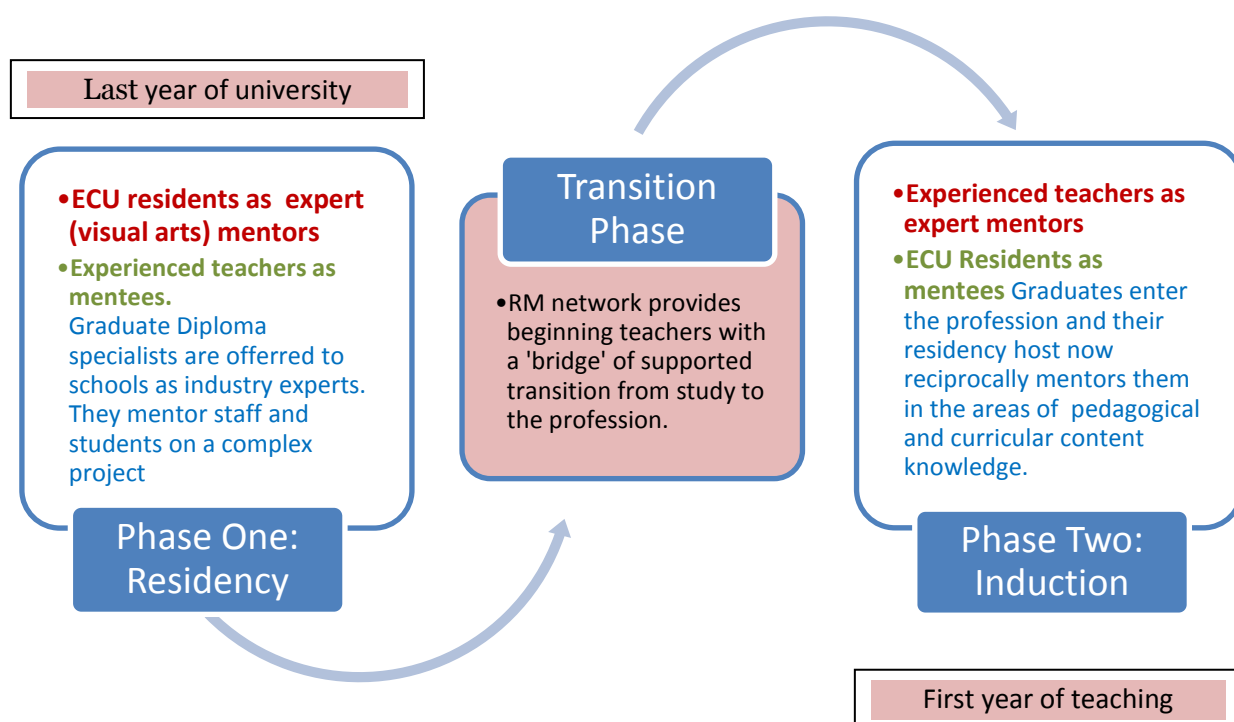 Last year of university
•ECU residents as  expert
(visual arts) mentors
•Experienced teachers as
mentees.
Graduate Diploma
specialists are offerred to
schools as industry experts.
They mentor staff and
students on a complex
project
Phase One:
Residency
Transition
Phase
•RM network provides
beginning teachers with
a 'bridge' of supported
transition from study to
the profession.
•Experienced teachers as
expert mentors
•ECU Residents as
mentees Graduates enter
the profession and their
residency host now
reciprocally mentors them
in the areas of  pedagogical
and curricular content
knowledge.
Phase Two:
Induction
First year of teaching